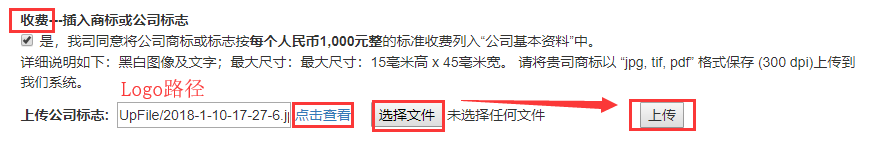 收费---插入商标或公司标志
是，我司同意将公司商标或标志按每个人民币1,000元整的标准收费列入“公司基本资料”中。
详细说明如下：黑白图像及文字；最大尺寸：最大尺寸：15毫米高 x 45毫米宽。 请将贵司商标以 “jpg, tif, pdf” 格式保存 (300 dpi)上传到
我们系统。
Logo路径
上传公司标志： UpFile/2018-1-10-17-27-6.j 点击查看 选择文件 未选择任何文件 上传